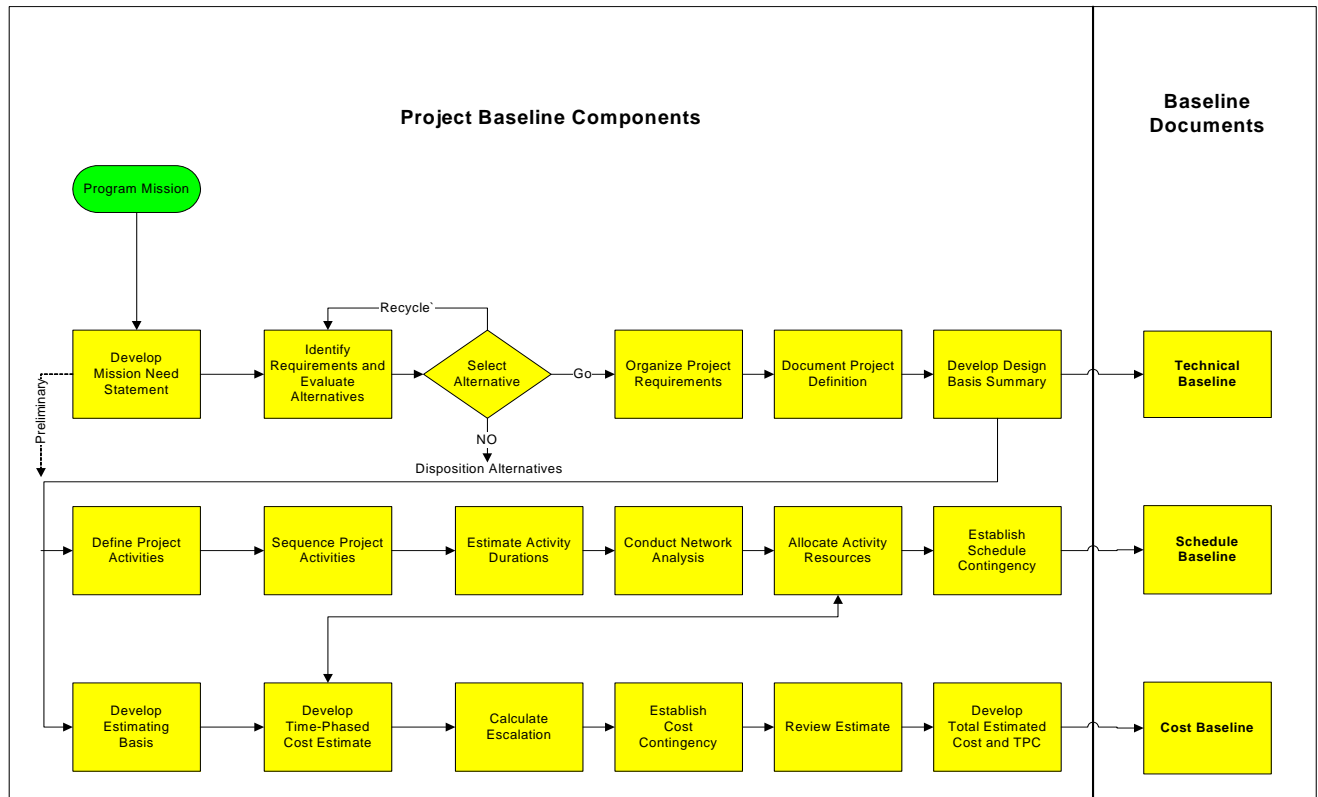 Project Baseline Components
Baseline
Documents
Program Mission
Recycle`
Develop
Mission Need
Statement
Identify
Requirements and
Evaluate
Alternatives
Select
Alternative
Go
Organize Project
Requirements
Document Project
Definition
Develop Design
Basis Summary
Technical
Baseline
Preliminary
NO
Disposition Alternatives
Define Project
Activities
Sequence Project
Activities
Estimate Activity
Durations
Conduct Network
Analysis
Allocate Activity
Resources
Establish
Schedule
Contingency
Schedule
Baseline
Develop
Estimating
Basis
Develop
Time-Phased
Cost Estimate
Calculate
Escalation
Establish
Cost
Contingency
Review Estimate
Develop
Total Estimated
Cost and TPC
Cost Baseline